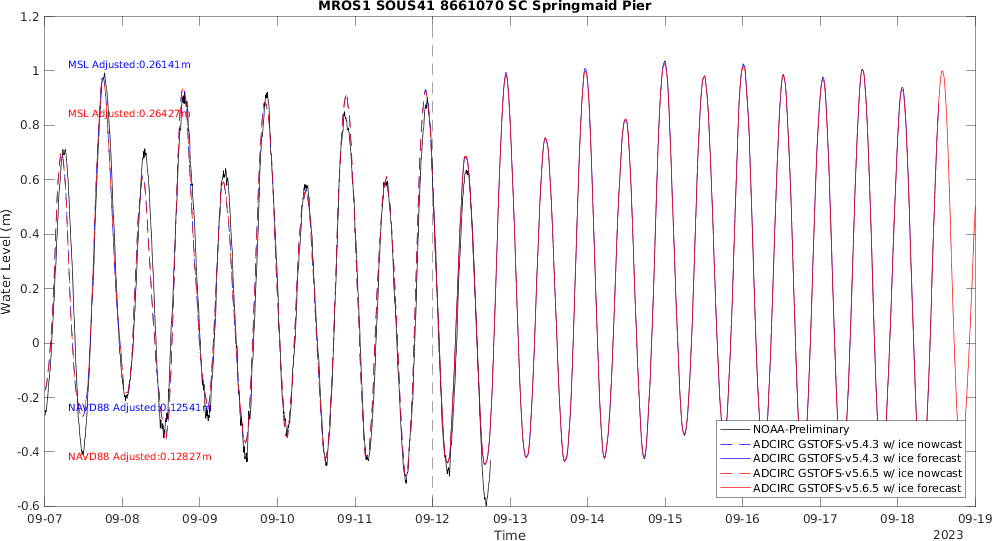 MROS1 SOUS41 8661070 SC Springmaid Pier
Water Level (m)
1.2
1
0.8
0.6
0.4
0.2
0
-0.2
-0.4
-0.6
MSL Adjusted:0.26141m
MSL Adjusted:0.26427m
NAVD88 Adjusted:0.12541m
NAVD88 Adjusted:0.12827m
NOAA-Preliminary
ADCIRC GSTOFS-v5.4.3 w/ ice nowcast
ADCIRC GSTOFS-v5.4.3 w/ ice forecast
ADCIRC GSTOFS-v5.6.5 w/ ice nowcast
ADCIRC GSTOFS-v5.6.5 w/ ice forecast
09-07 09-08 09-09 09-10 09-11 09-12 09-13 09-14 09-15 09-16 09-17 09-18 09-19
Time
2023